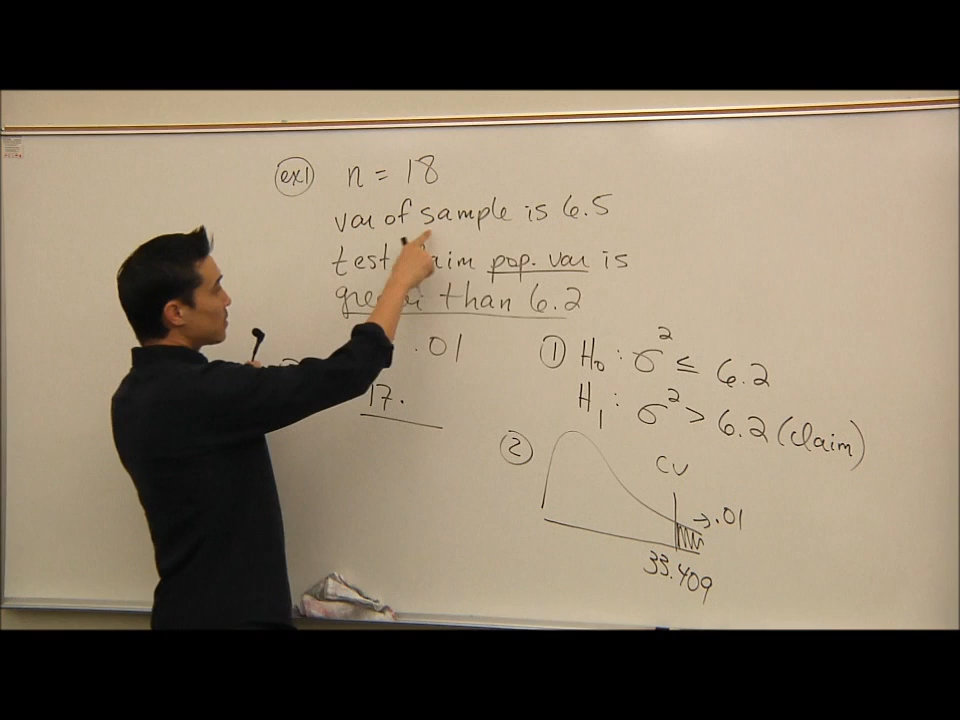 ex1 n = 18
var of sample is 6.5
test pop. var is
than 6.2
.01
17.
① H₀ : σ² ≤ 6.2
H₁ : σ² > 6.2 (claim)
②
CV
.01
33.409